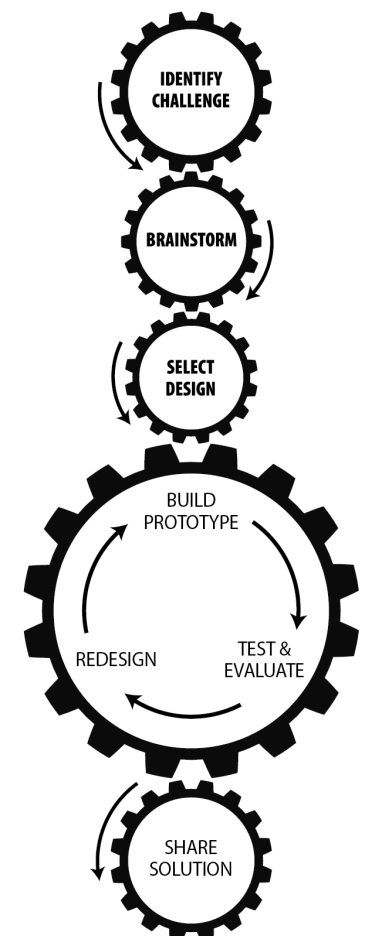 IDENTIFY
CHALLENGE
BRAINSTORM
SELECT
DESIGN
BUILD
PROTOTYPE
TEST &
EVALUATE
REDESIGN
SHARE
SOLUTION